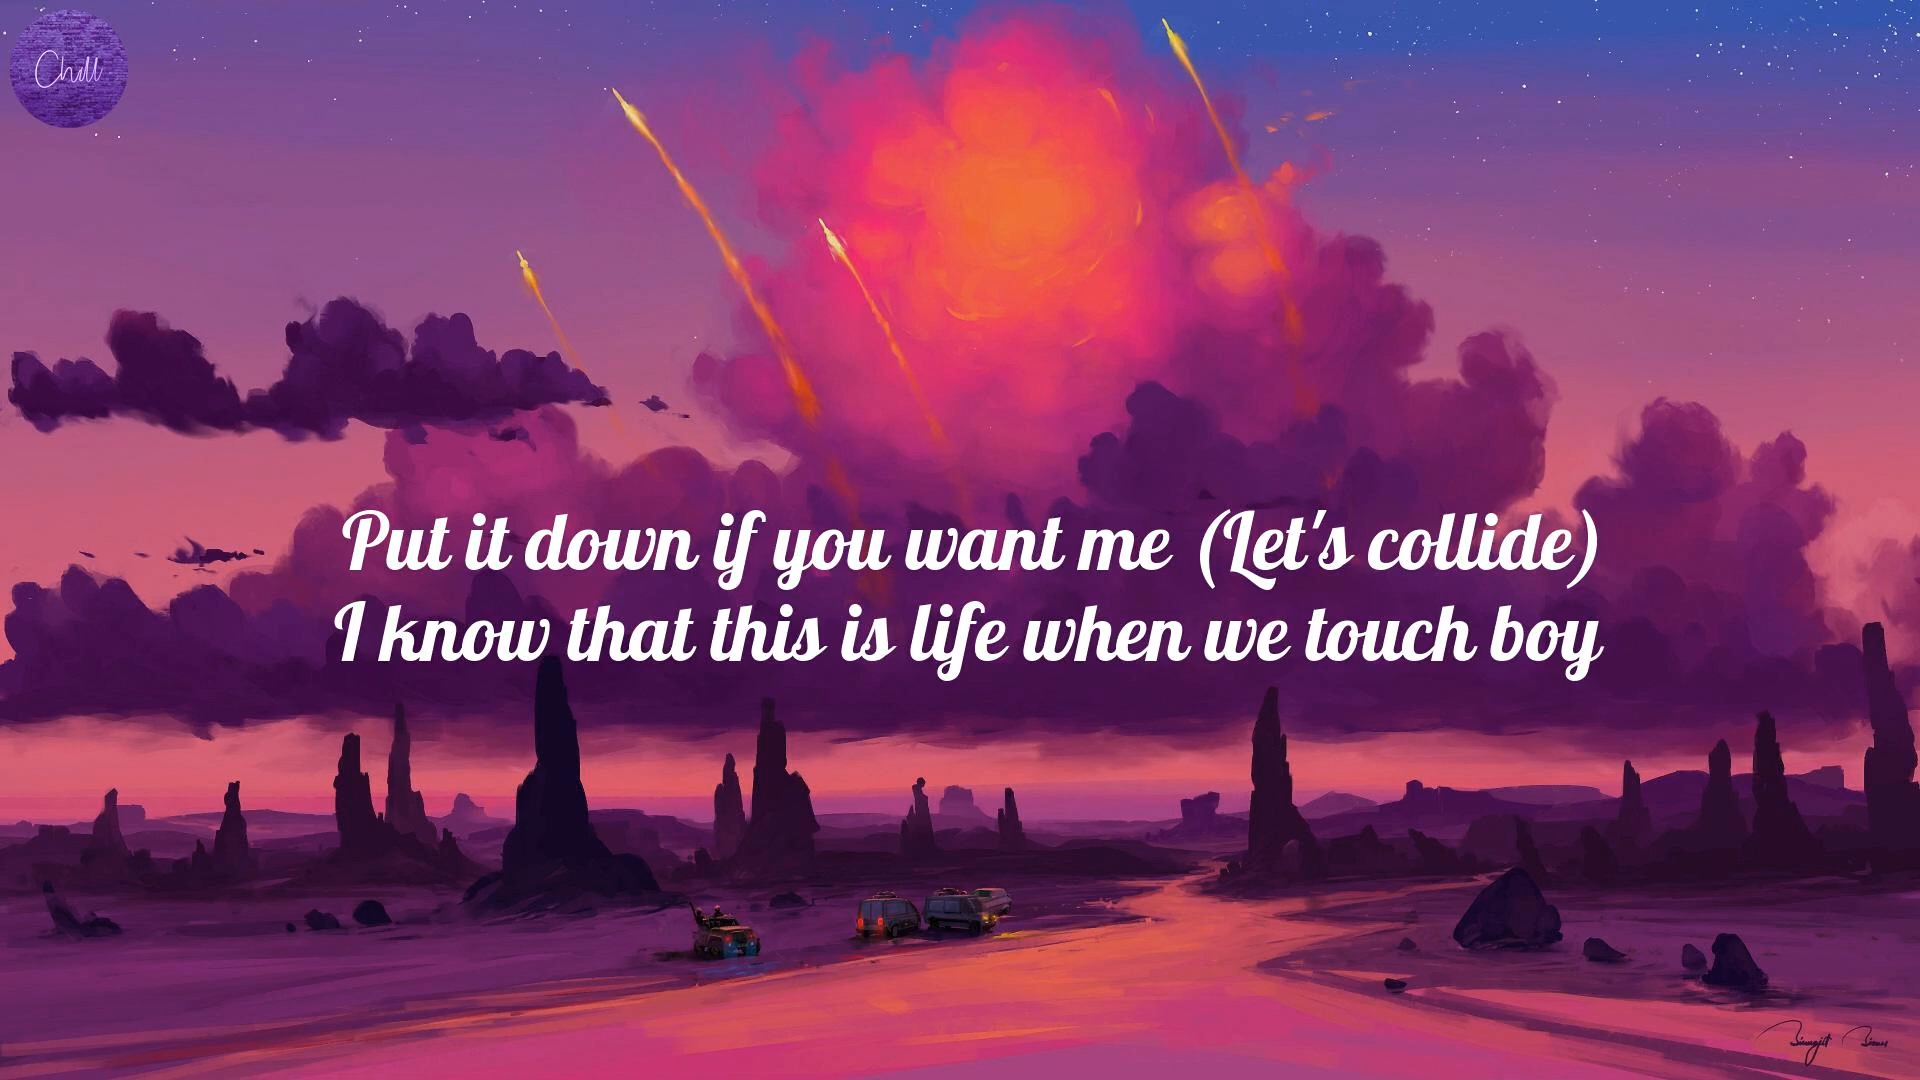 Chill
Put it down if you want me (Let's collide)
I know that this is life when we touch boy